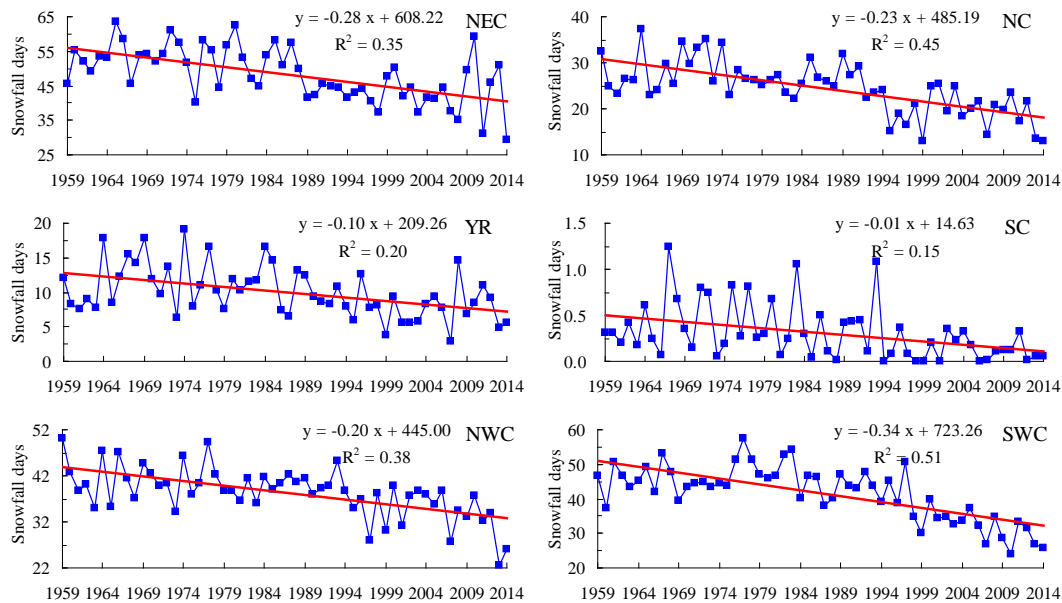 y = -0.28 x + 608.22 NEC
R² = 0.35
Snowfall days
65
55
45
35
25
1959 1964 1969 1974 1979 1984 1989 1994 1999 2004 2009 2014
y = -0.23 x + 485.19 NC
R² = 0.45
Snowfall days
40
30
20
10
1959 1964 1969 1974 1979 1984 1989 1994 1999 2004 2009 2014
y = -0.10 x + 209.26 YR
R² = 0.20
Snowfall days
20
15
10
5
0
1959 1964 1969 1974 1979 1984 1989 1994 1999 2004 2009 2014
y = -0.01 x + 14.63 SC
R² = 0.15
Snowfall days
1.5
1.0
0.5
0.0
1959 1964 1969 1974 1979 1984 1989 1994 1999 2004 2009 2014
y = -0.20 x + 445.00 NWC
R² = 0.38
Snowfall days
52
42
32
22
1959 1964 1969 1974 1979 1984 1989 1994 1999 2004 2009 2014
y = -0.34 x + 723.26 SWC
R² = 0.51
Snowfall days
60
50
40
30
20
1959 1964 1969 1974 1979 1984 1989 1994 1999 2004 2009 2014